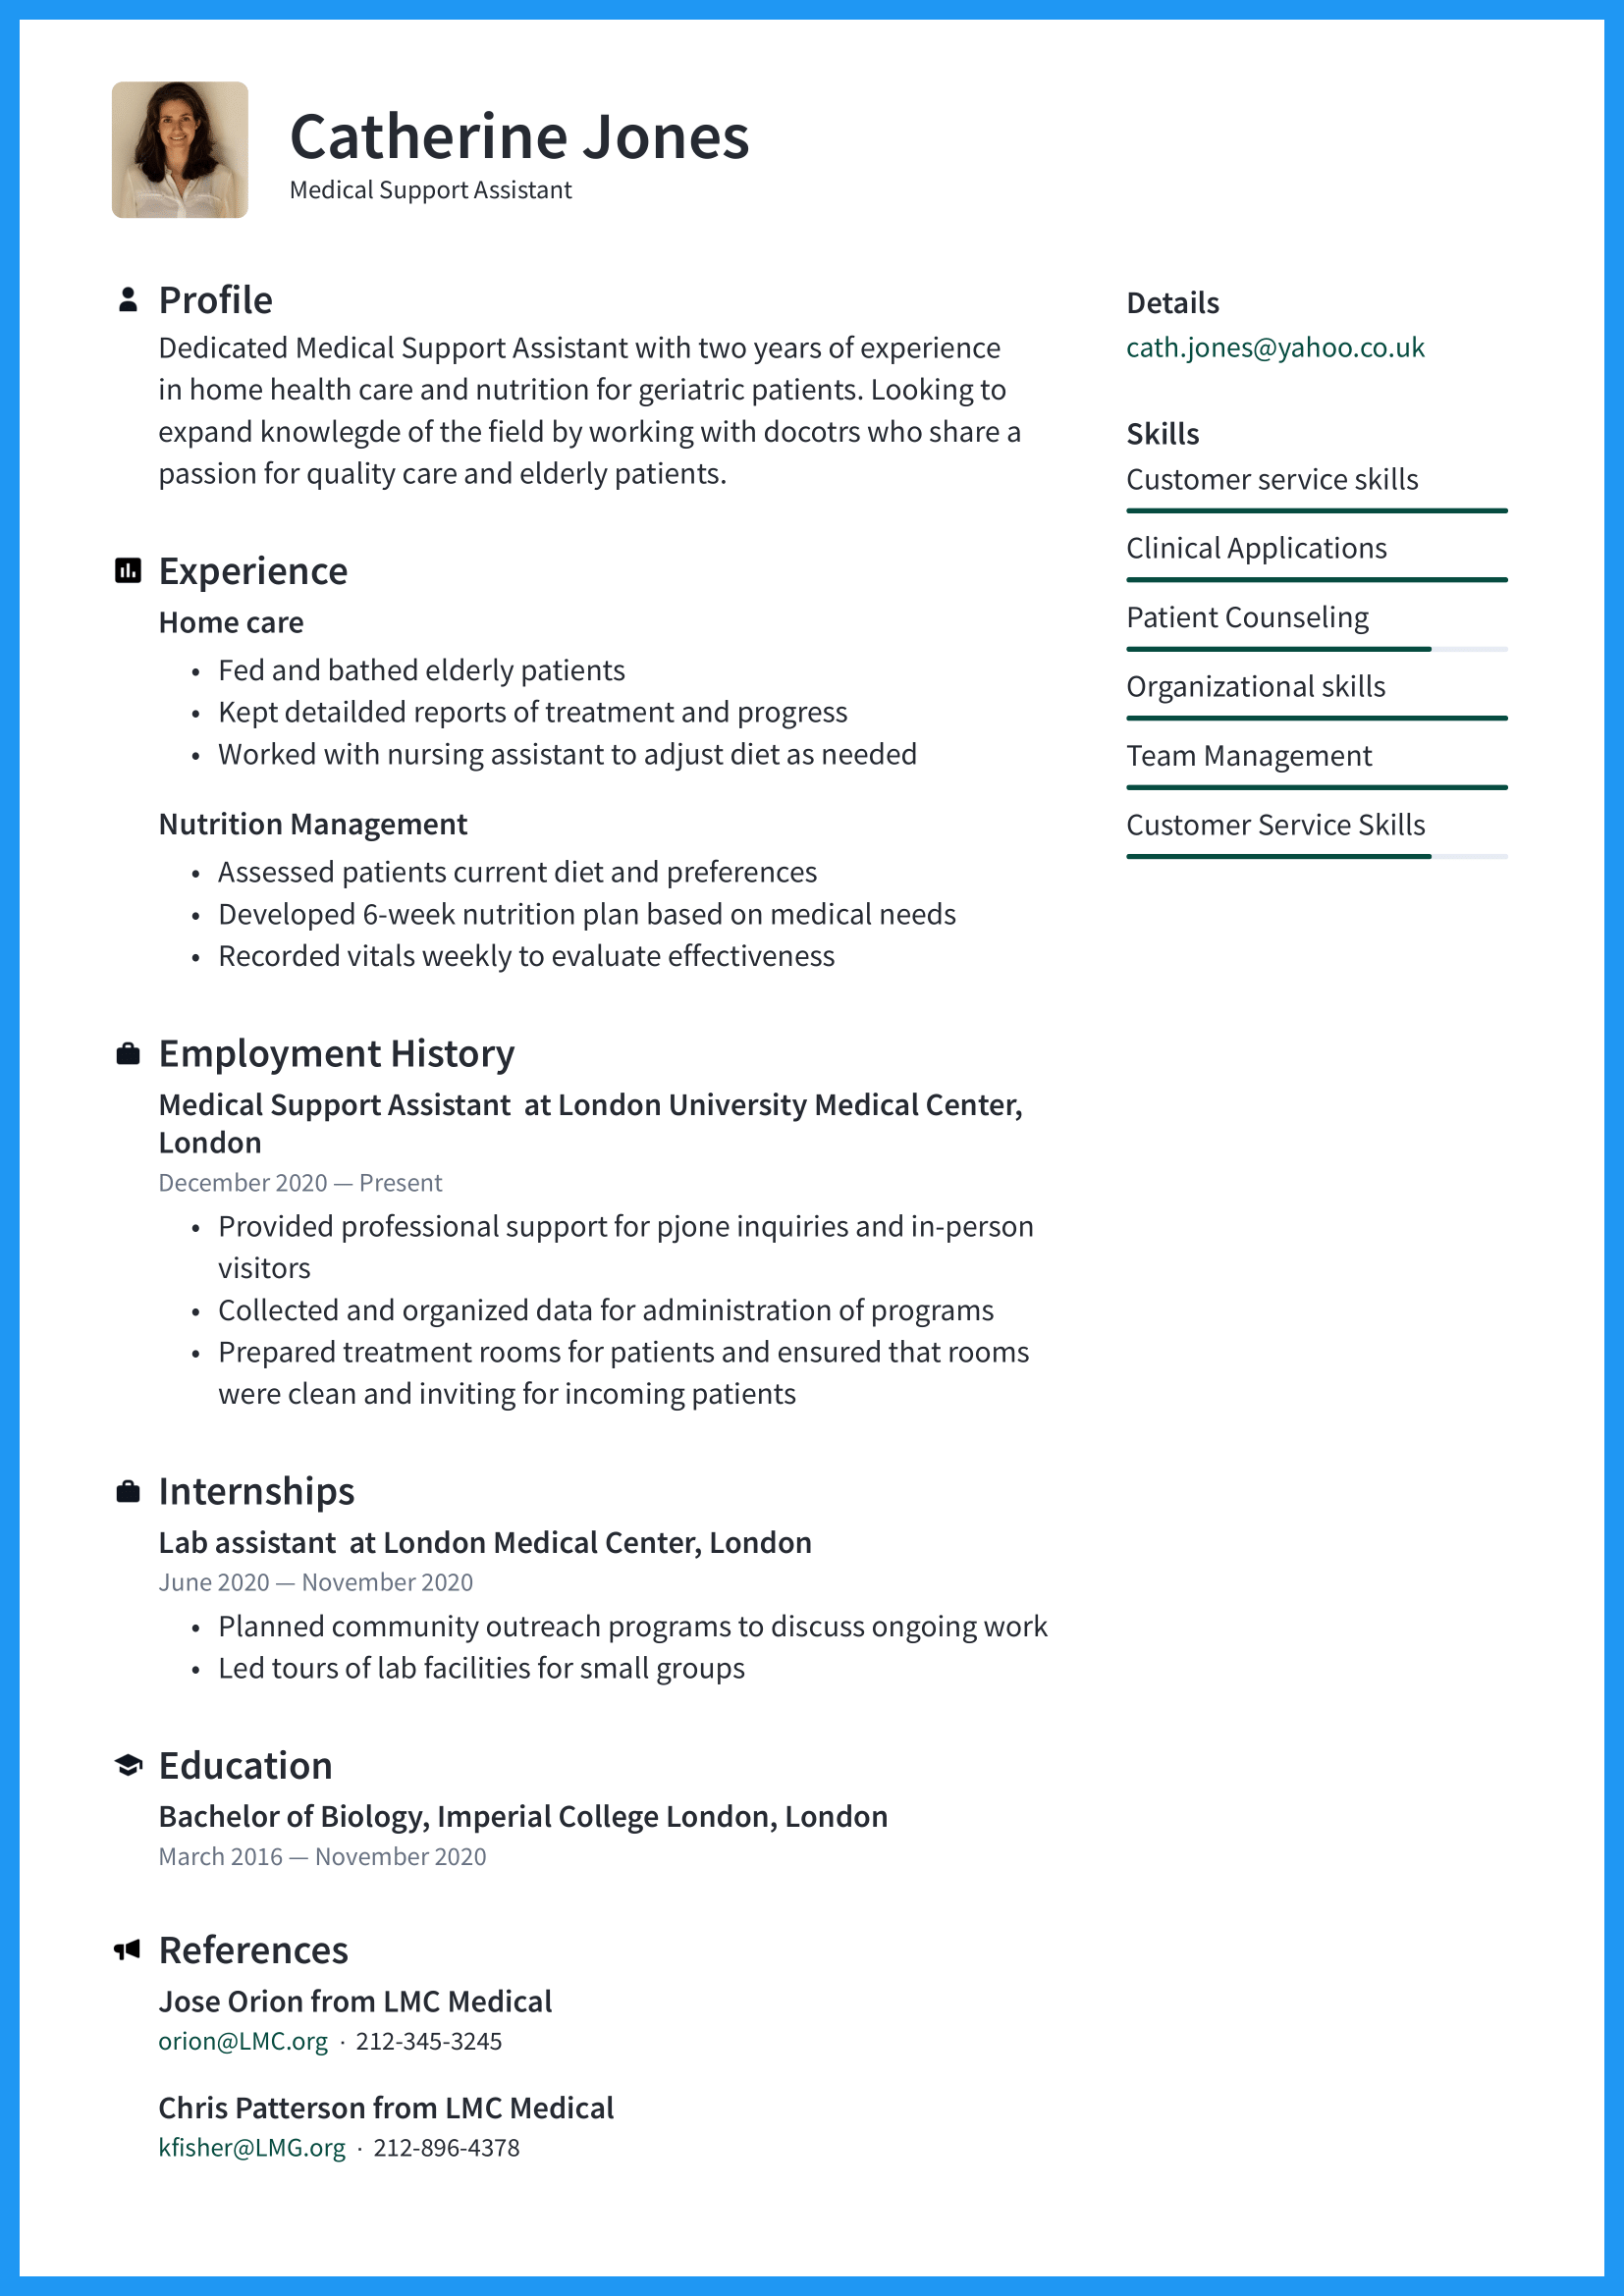 Catherine Jones
Medical Support Assistant
Profile
Dedicated Medical Support Assistant with two years of experience
in home health care and nutrition for geriatric patients. Looking to
expand knowlegde of the field by working with docotrs who share a
passion for quality care and elderly patients.
Experience
Home care
• Fed and bathed elderly patients
• Kept detailded reports of treatment and progress
• Worked with nursing assistant to adjust diet as needed
Nutrition Management
• Assessed patients current diet and preferences
• Developed 6-week nutrition plan based on medical needs
• Recorded vitals weekly to evaluate effectiveness
Employment History
Medical Support Assistant  at London University Medical Center,
London
December 2020 — Present
• Provided professional support for pjone inquiries and in-person
visitors
• Collected and organized data for administration of programs
• Prepared treatment rooms for patients and ensured that rooms
were clean and inviting for incoming patients
Internships
Lab assistant  at London Medical Center, London
June 2020 — November 2020
• Planned community outreach programs to discuss ongoing work
• Led tours of lab facilities for small groups
Education
Bachelor of Biology, Imperial College London, London
March 2016 — November 2020
References
Jose Orion from LMC Medical
orion@LMC.org · 212-345-3245
Chris Patterson from LMC Medical
kfisher@LMG.org · 212-896-4378
Details
cath.jones@yahoo.co.uk
Skills
Customer service skills
Clinical Applications
Patient Counseling
Organizational skills
Team Management
Customer Service Skills